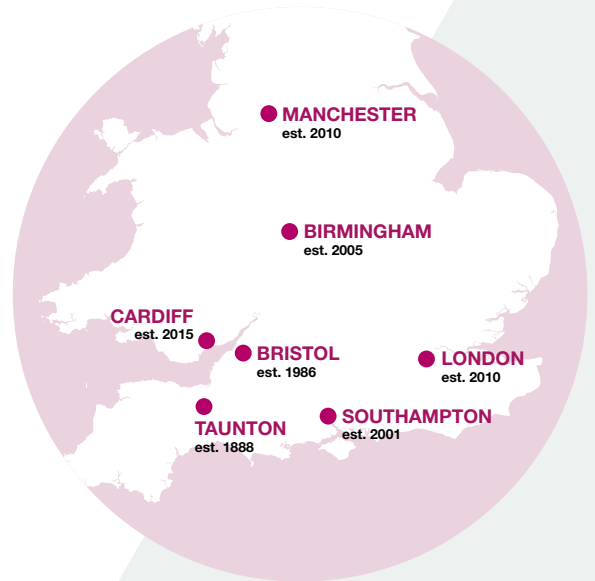 MANCHESTER
est. 2010
BIRMINGHAM
est. 2005
CARDIFF
est. 2015
BRISTOL
est. 1986
LONDON
est. 2010
TAUNTON
est. 1888
SOUTHAMPTON
est. 2001